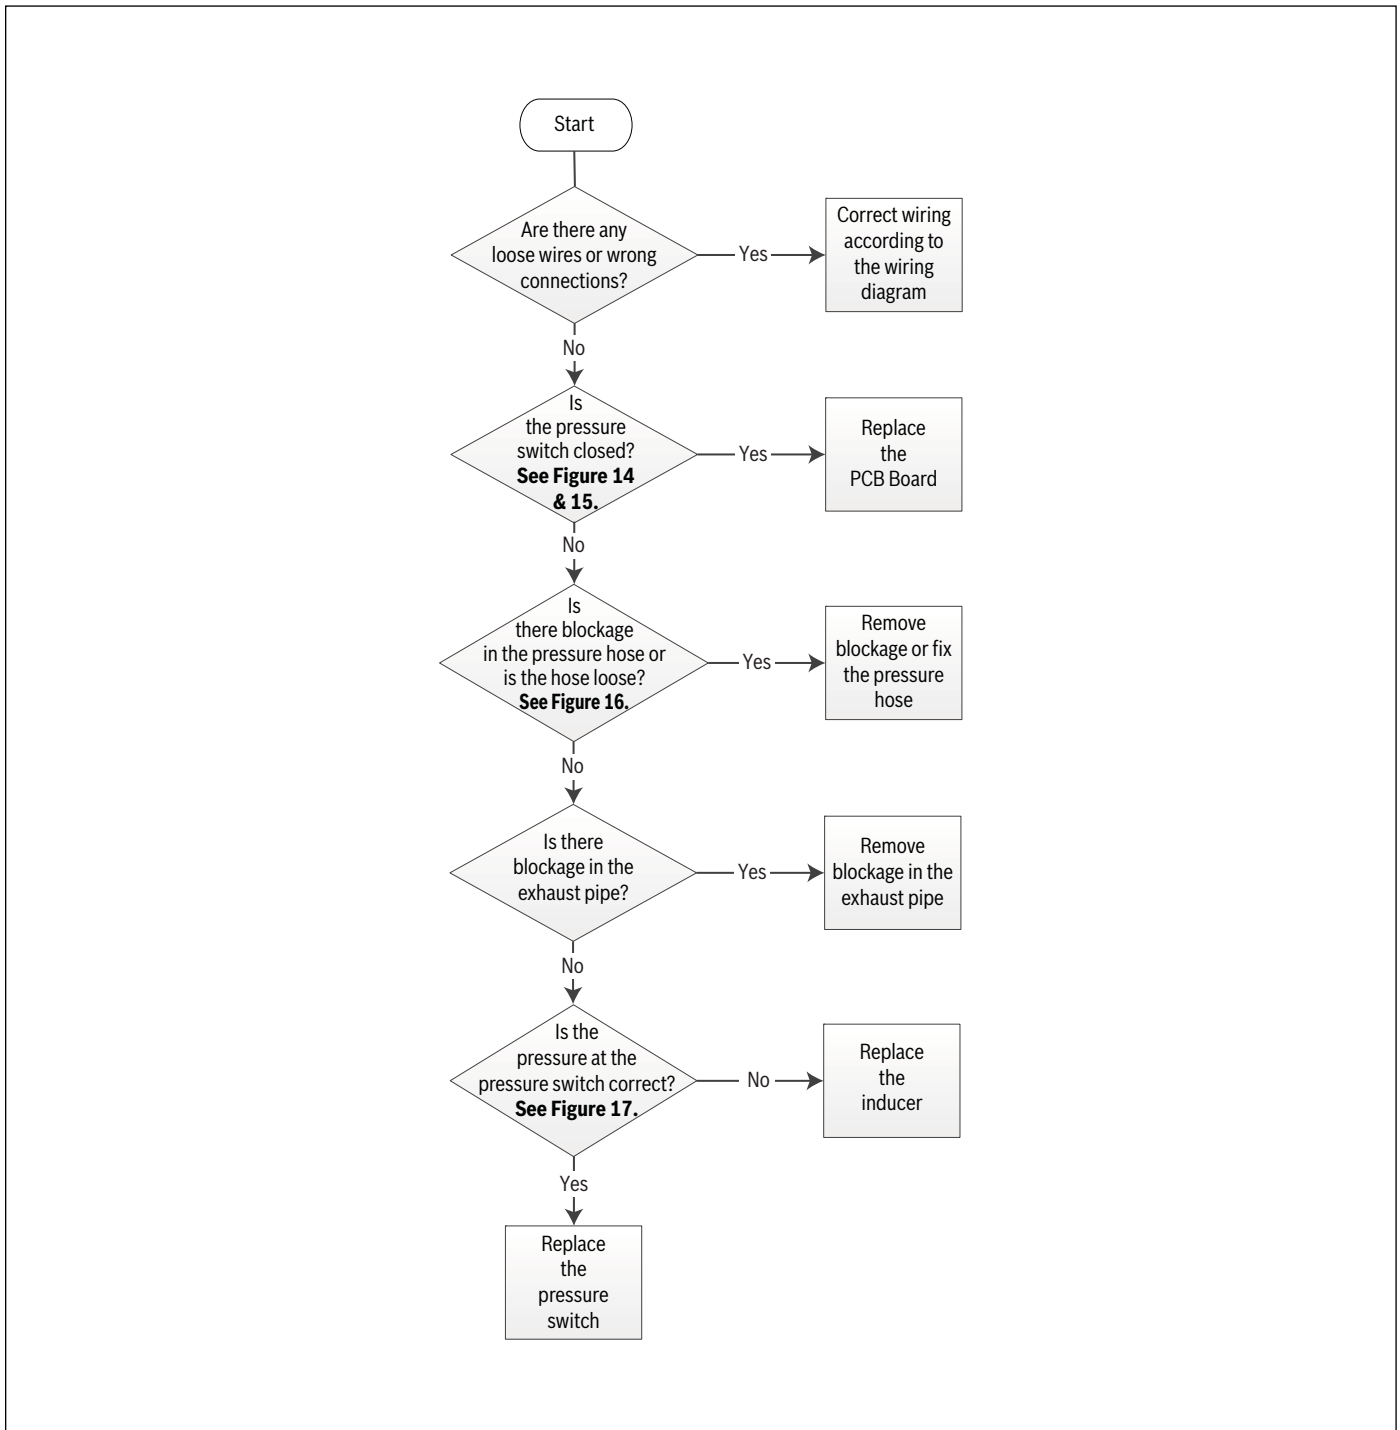 Start
Are there any
loose wires or wrong
connections?
Yes
Correct wiring
according to
the wiring
diagram
No
Is
the pressure
switch closed?
See Figure 14
& 15.
Yes
Replace
the
PCB Board
No
Is
there blockage
in the pressure hose or
is the hose loose?
See Figure 16.
Yes
Remove
blockage or fix
the pressure
hose
No
Is there
blockage in the
exhaust pipe?
Yes
Remove
blockage in the
exhaust pipe
No
Is the
pressure at the
pressure switch correct?
See Figure 17.
No
Replace
the
inducer
Yes
Replace
the
pressure
switch